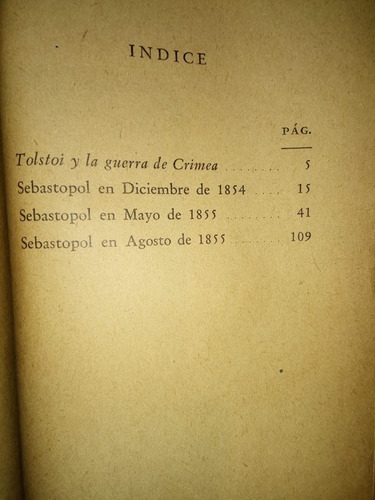 INDICE
PÁG.
Tolstoi y la guerra de Crimea ........ 5
Sebastopol en Diciembre de 1854 .... 15
Sebastopol en Mayo de 1855 ........ 41
Sebastopol en Agosto de 1855 ....... 109